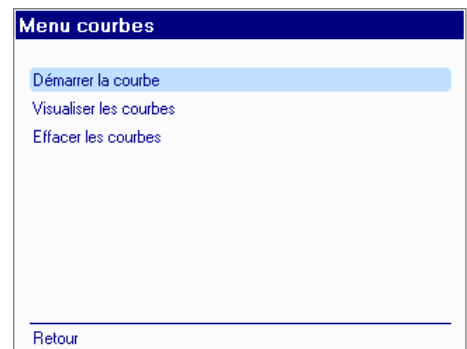 Menu courbes
Démarrer la courbe
Visualiser les courbes
Effacer les courbes
Retour